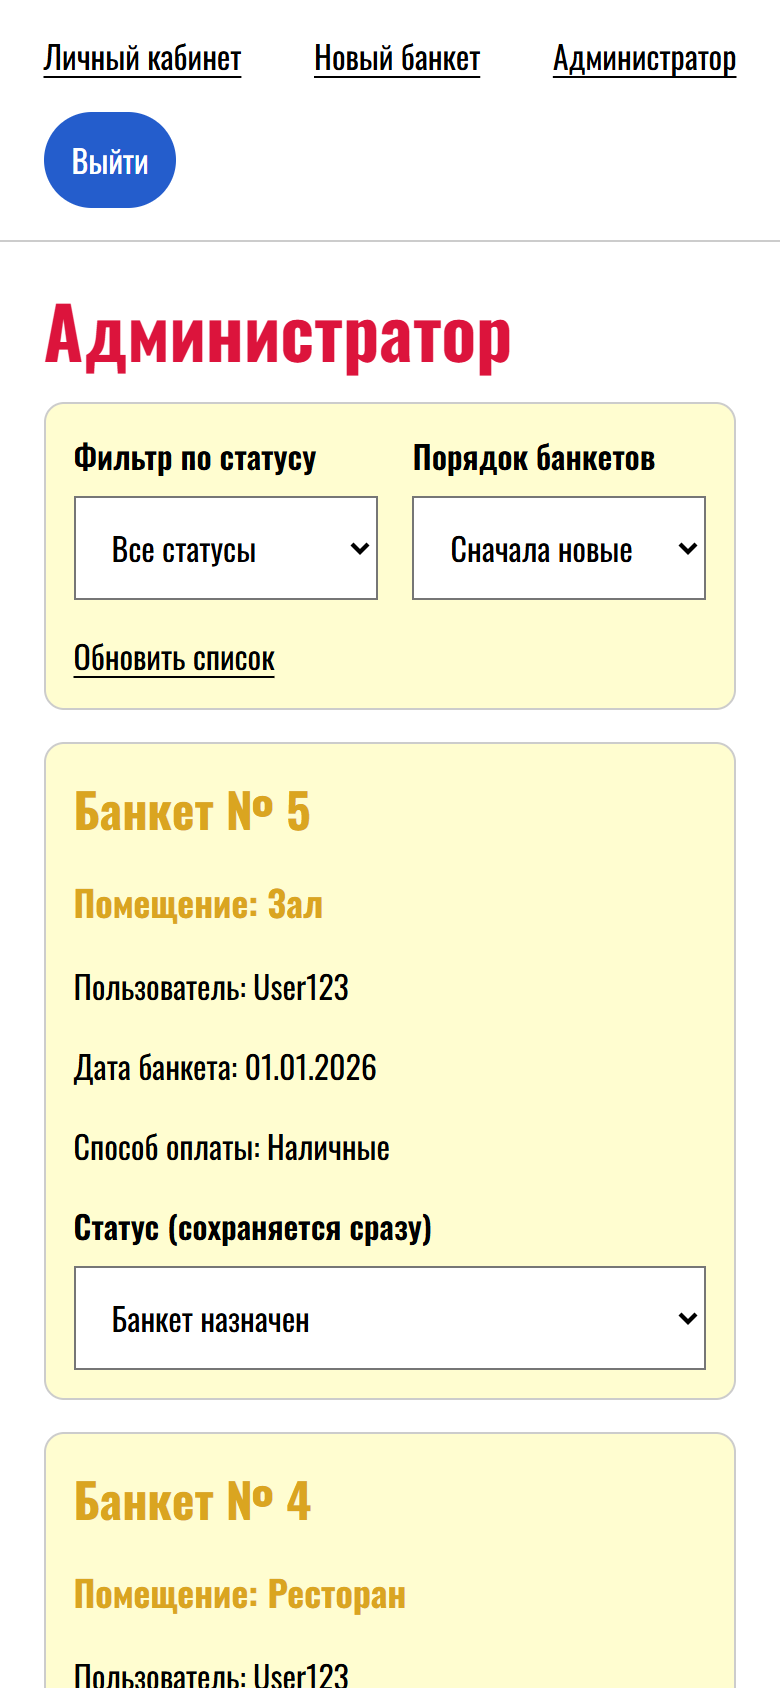 Личный кабинет Новый банкет Администратор
Выйти
Администратор
Фильтр по статусу Порядок банкетов
Все статусы Сначала новые
Обновить список
Банкет № 5
Помещение: Зал
Пользователь: User123
Дата банкета: 01.01.2026
Способ оплаты: Наличные
Статус (сохраняется сразу)
Банкет назначен
Банкет № 4
Помещение: Ресторан
Пользователь: User123